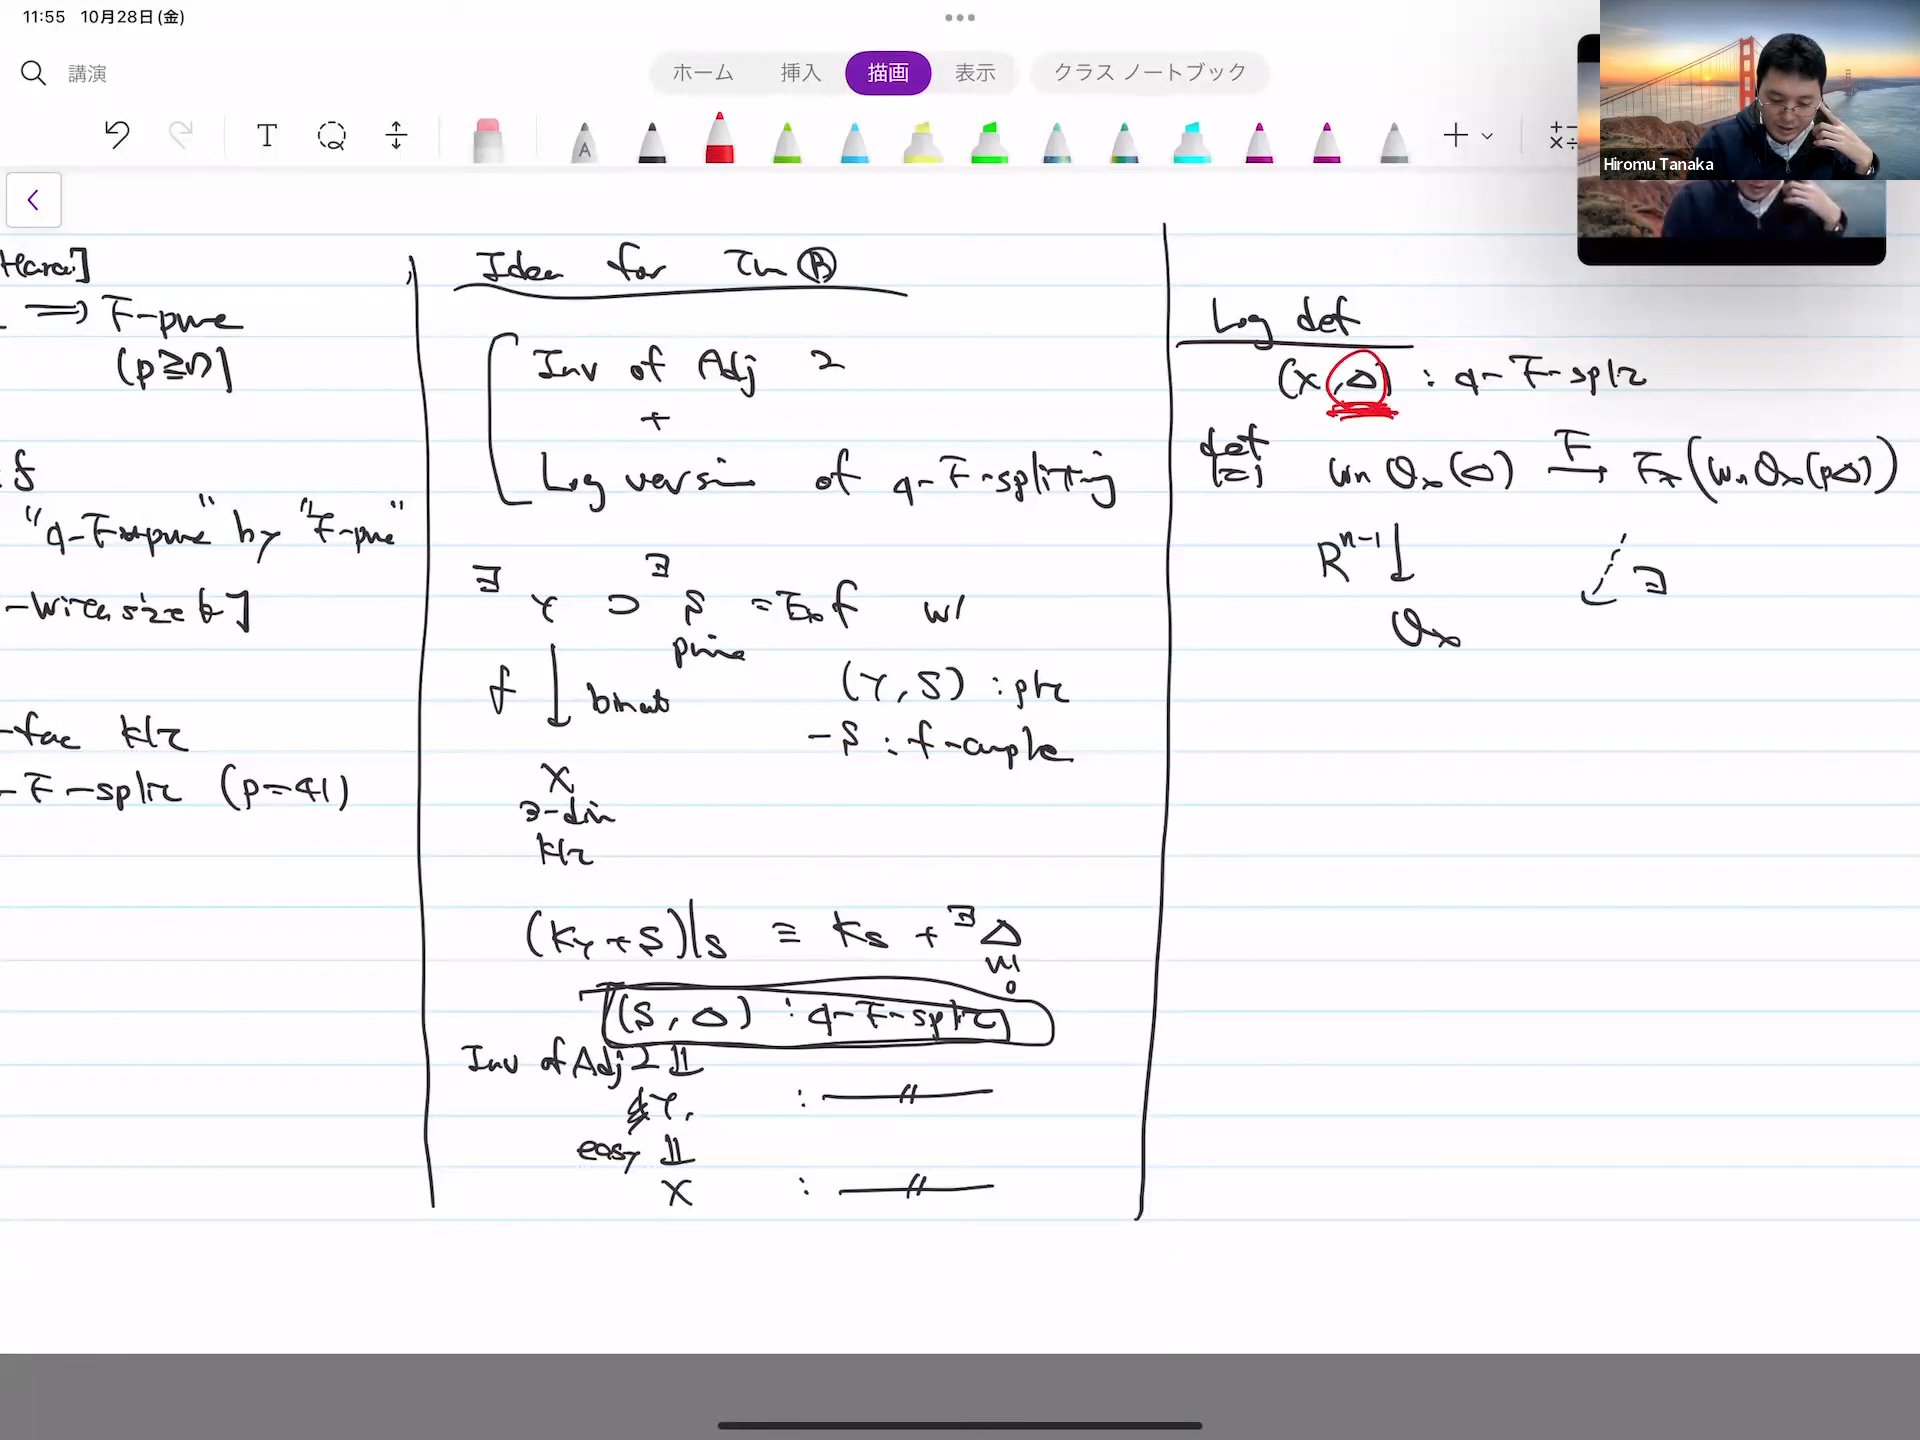 11:55 10月28日(金)
講演
ホーム 挿入 描画 表示 クラス ノートブック
T
A
Hiromu Tanaka
Hara]
⇒ F-pure
(p≧n)
f
"q-F-pure" by "F-pure"
-Witaszek]
-fac klt
-F-split (p=41)
Idea for Thm Ⓑ
Inv of Adj 2
+
Log version of q-F-splitting
∃ Y ⊃ ∃ S = Ex f w/
prime
f ↓ birat
(Y, S) : plt
-S : f-ample
X
3-dim
klt
(K_Y + S)|_S ≡ K_S + ∃Δ
0
(S, Δ) : q-F-split
Inv of Adj 2 ⇓
Y, : 〃
easy ⇓
X : 〃
Log def
(X, Δ) : q-F-split
def W_n O_X(Δ) F→ F_*(W_n O_X(pΔ))
R^{n-1} ↓ ∃
O_X